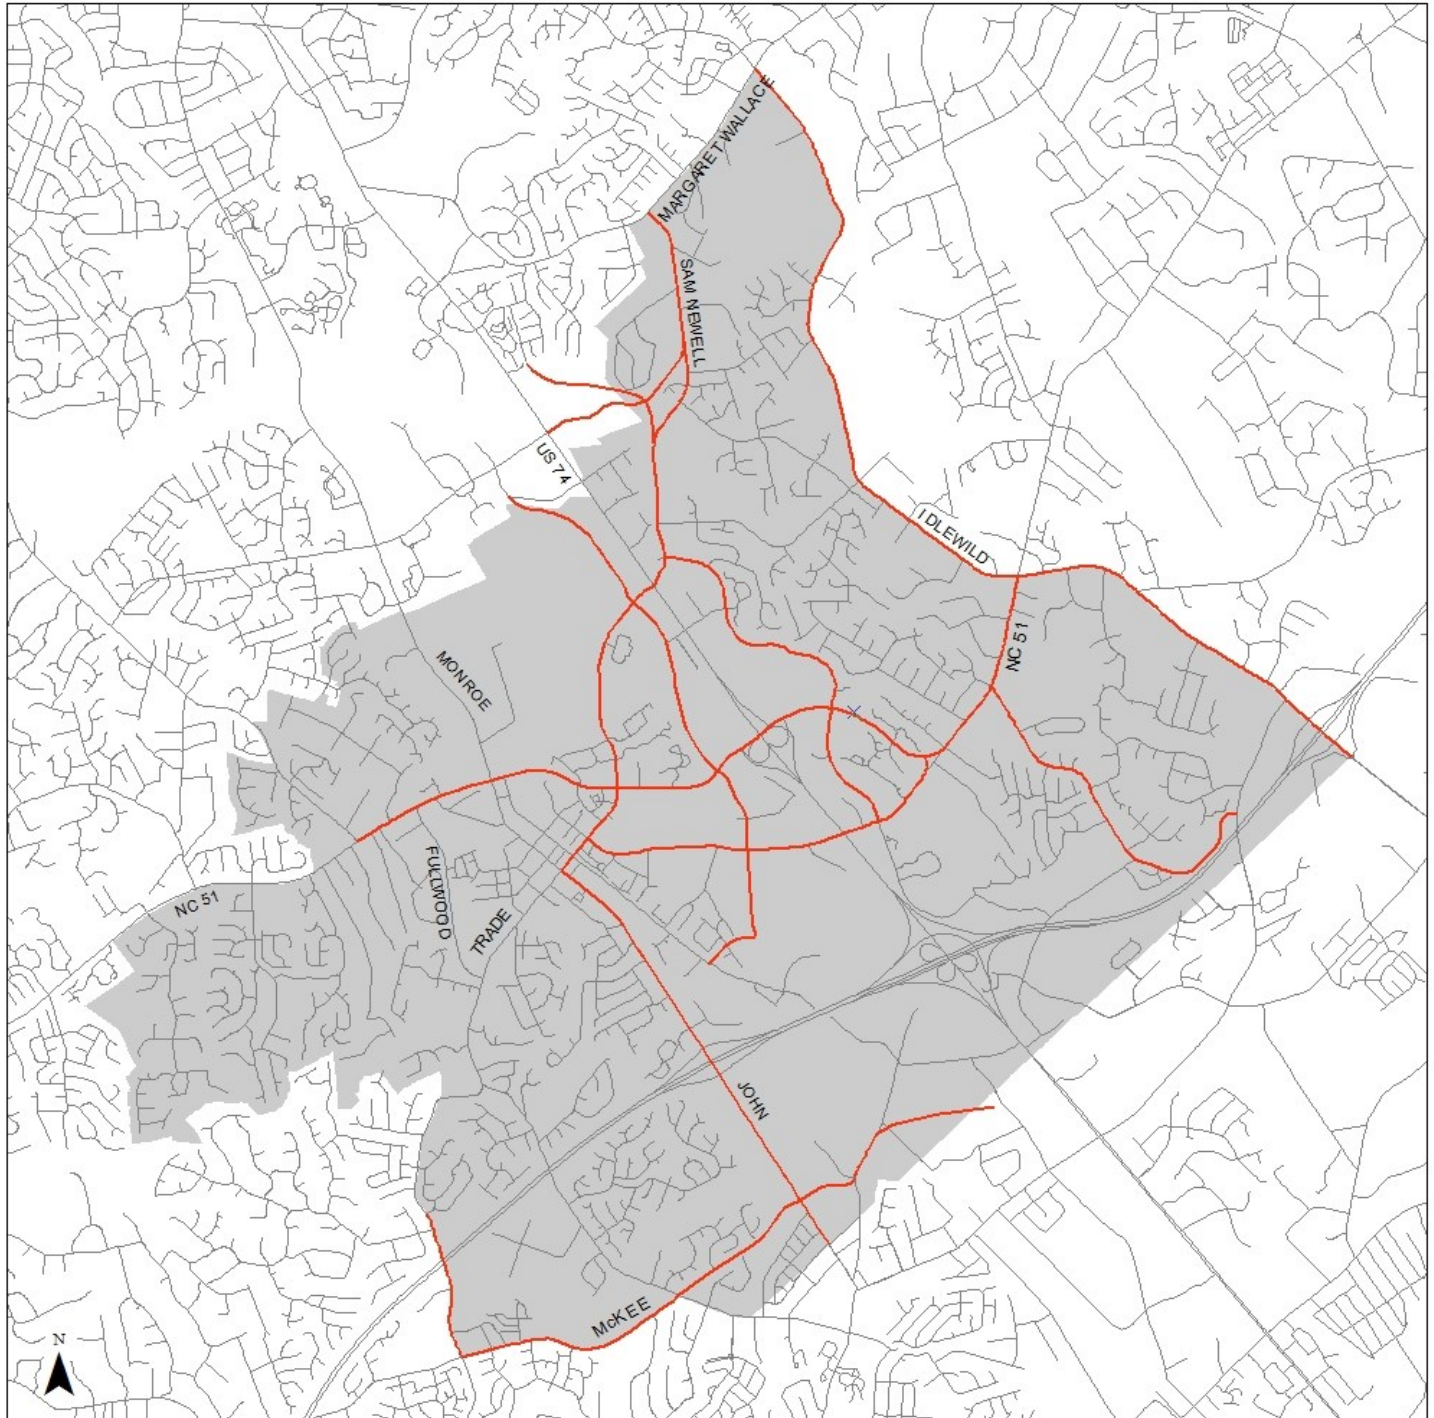 MARGARET WALLACE
SAM NEWELL
US 74
IDLEWILD
NC 51
MONROE
FULLWOOD
NC 51
TRADE
JOHN
McKEE
N